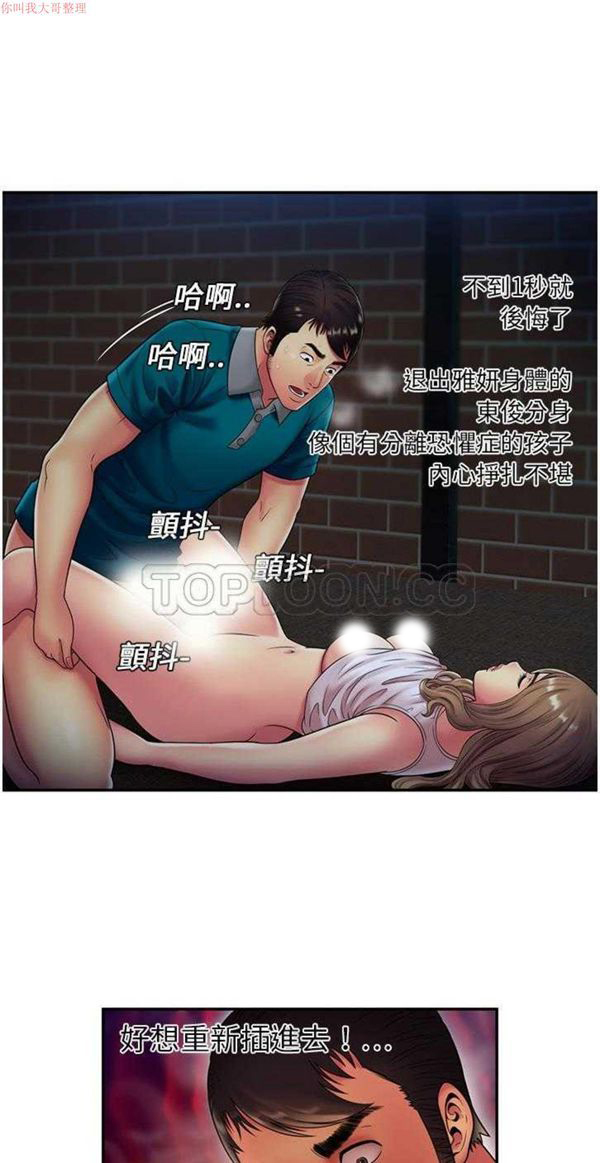 你叫我大哥整理
哈啊..
哈啊..
不到1秒就
後悔了
退出雅妍身體的
東俊分身
像個有分離恐懼症的孩子
內心掙扎不堪
顫抖-
顫抖-
顫抖-
TOPTOON.CC
好想重新插進去！...